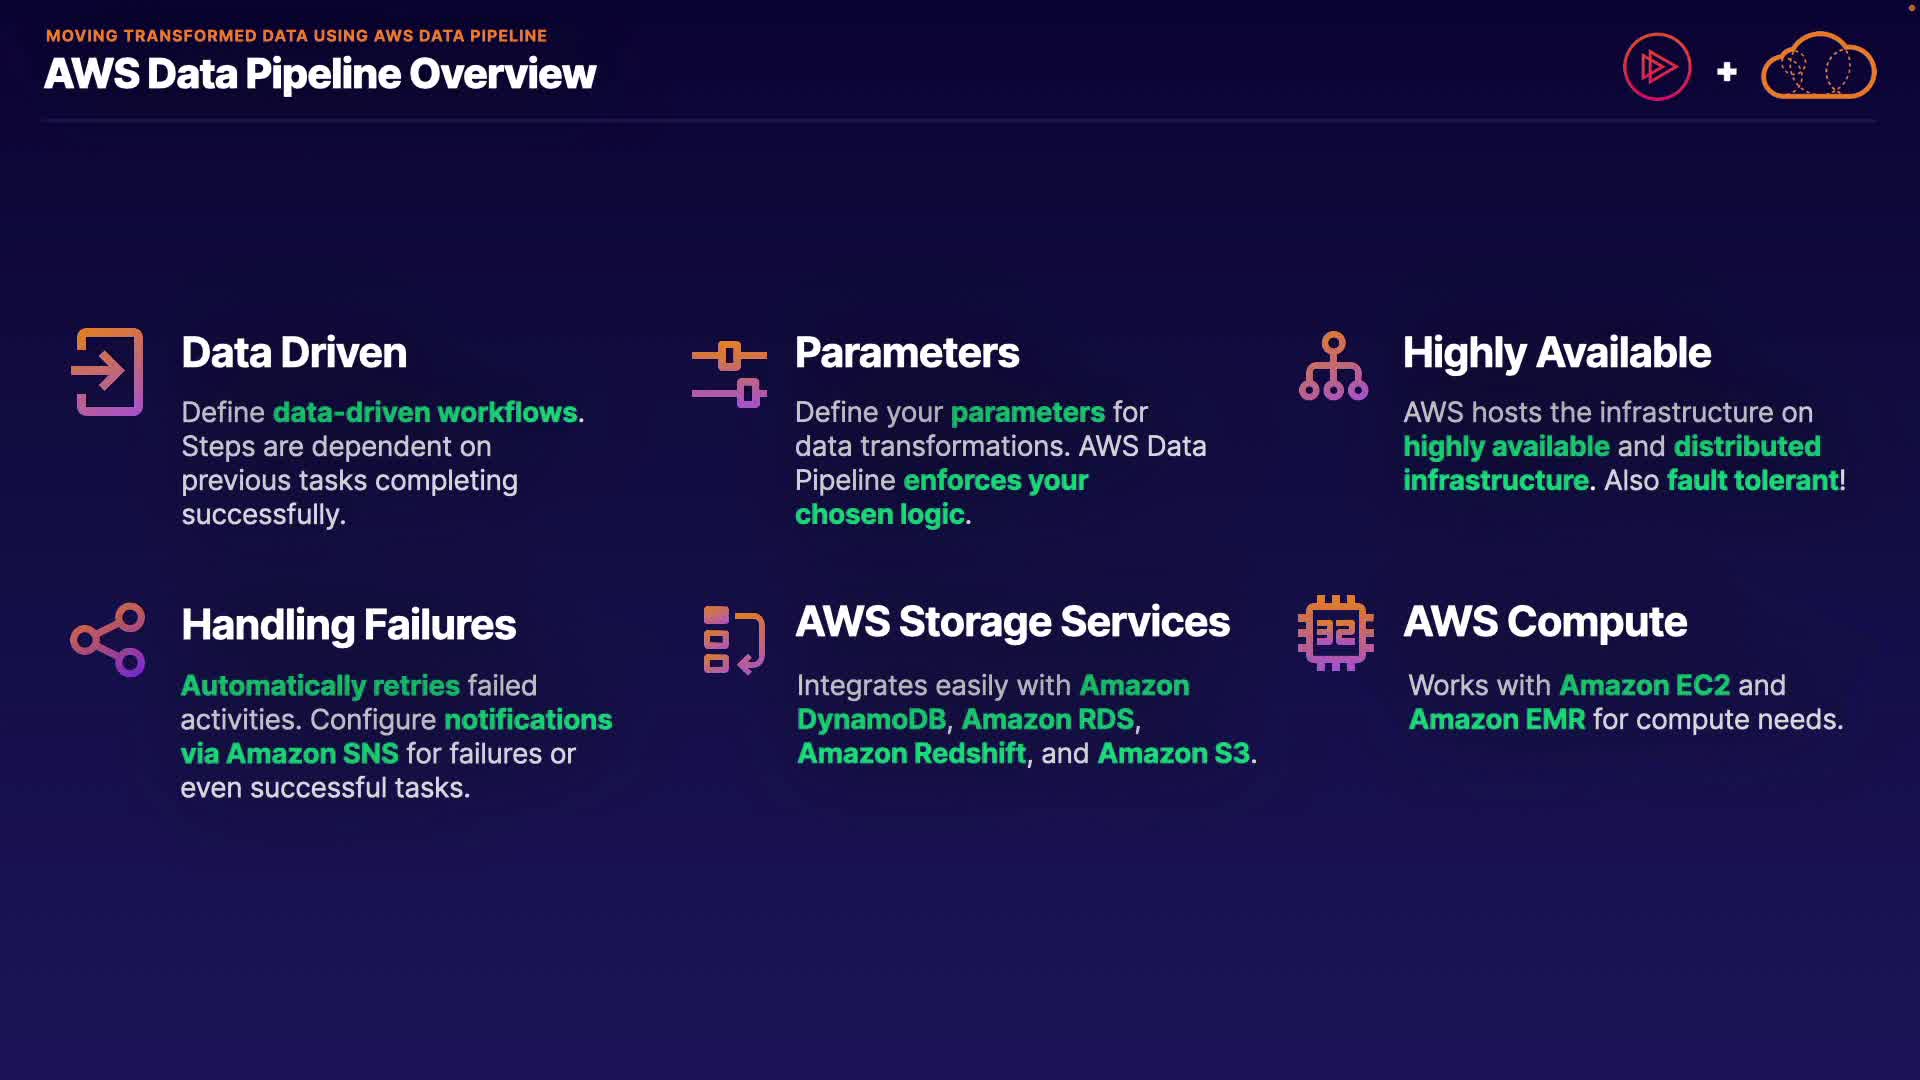 MOVING TRANSFORMED DATA USING AWS DATA PIPELINE
AWS Data Pipeline Overview
Data Driven
Define data-driven workflows.
Steps are dependent on
previous tasks completing
successfully.
Parameters
Define your parameters for
data transformations. AWS Data
Pipeline enforces your
chosen logic.
Highly Available
AWS hosts the infrastructure on
highly available and distributed
infrastructure. Also fault tolerant!
Handling Failures
Automatically retries failed
activities. Configure notifications
via Amazon SNS for failures or
even successful tasks.
AWS Storage Services
Integrates easily with Amazon
DynamoDB, Amazon RDS,
Amazon Redshift, and Amazon S3.
32
AWS Compute
Works with Amazon EC2 and
Amazon EMR for compute needs.